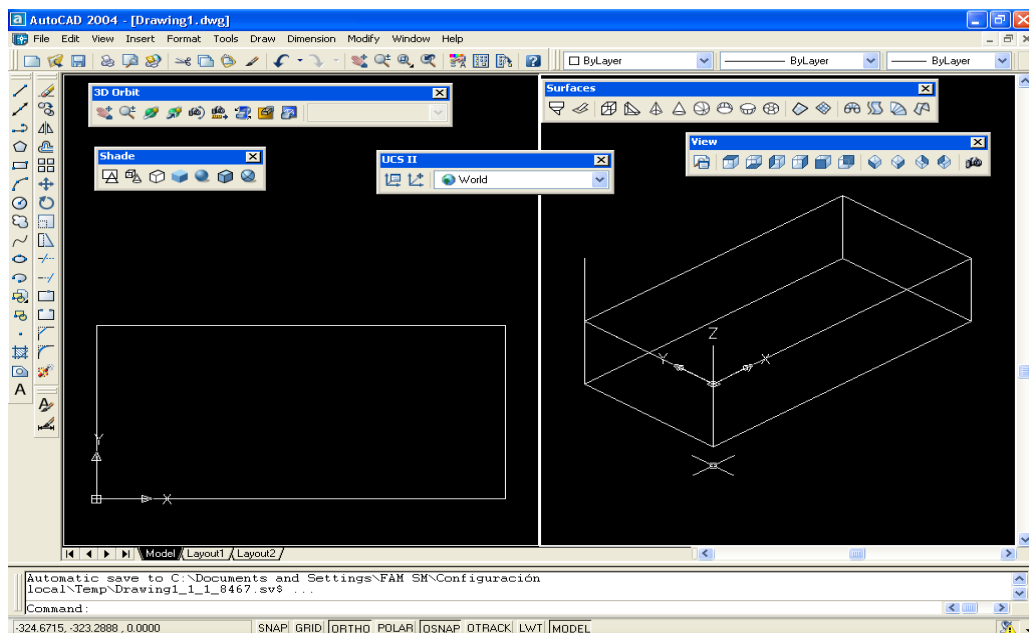 AutoCAD 2004 - [Drawing1.dwg]
File Edit View Insert Format Tools Draw Dimension Modify Window Help
ByLayer ByLayer ByLayer
3D Orbit
Surfaces
Shade
UCS II
View
World
A
Z
Y X
Y
X
Model Layout1 Layout2
Automatic save to C:\Documents and Settings\FAM SM\Configuración
local\Temp\Drawing1_1_1_8467.sv$ ...
Command:
-324.6715, -323.2888 , 0.0000 SNAP GRID ORTHO POLAR OSNAP OTRACK LWT MODEL